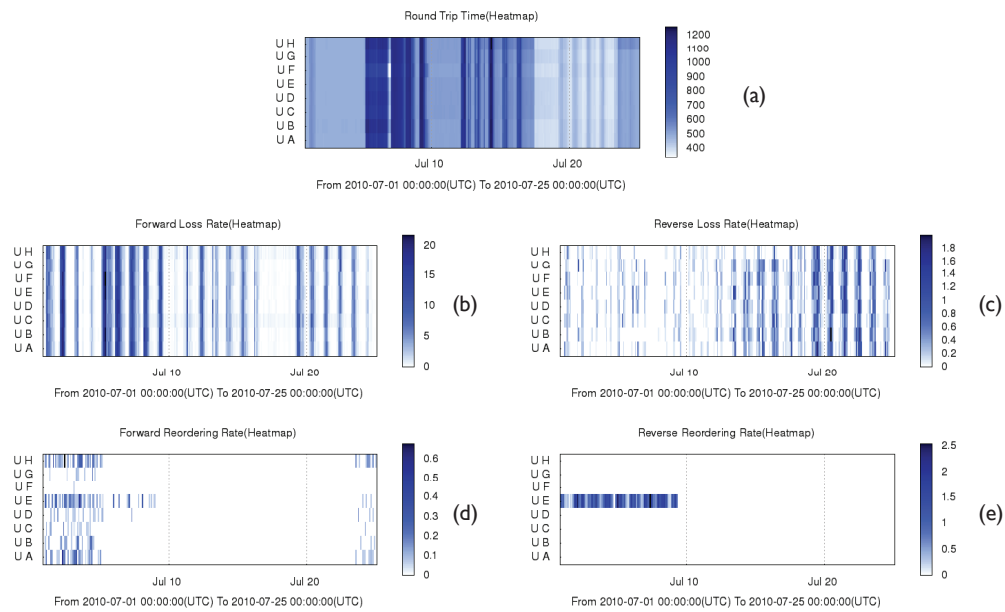 Round Trip Time(Heatmap)
U H
U G
U F
U E
U D
U C
U B
U A
1200
1100
1000
900
800
700
600
500
400
(a)
Jul 10
Jul 20
From 2010-07-01 00:00:00(UTC) To 2010-07-25 00:00:00(UTC)
Forward Loss Rate(Heatmap)
U H
U G
U F
U E
U D
U C
U B
U A
20
15
10
5
0
(b)
Jul 10
Jul 20
From 2010-07-01 00:00:00(UTC) To 2010-07-25 00:00:00(UTC)
Reverse Loss Rate(Heatmap)
U H
U G
U F
U E
U D
U C
U B
U A
1.8
1.6
1.4
1.2
1
0.8
0.6
0.4
0.2
0
(c)
Jul 10
Jul 20
From 2010-07-01 00:00:00(UTC) To 2010-07-25 00:00:00(UTC)
Forward Reordering Rate(Heatmap)
U H
U G
U F
U E
U D
U C
U B
U A
0.6
0.5
0.4
0.3
0.2
0.1
0
(d)
Jul 10
Jul 20
From 2010-07-01 00:00:00(UTC) To 2010-07-25 00:00:00(UTC)
Reverse Reordering Rate(Heatmap)
U H
U G
U F
U E
U D
U C
U B
U A
2.5
2
1.5
1
0.5
0
(e)
Jul 10
Jul 20
From 2010-07-01 00:00:00(UTC) To 2010-07-25 00:00:00(UTC)